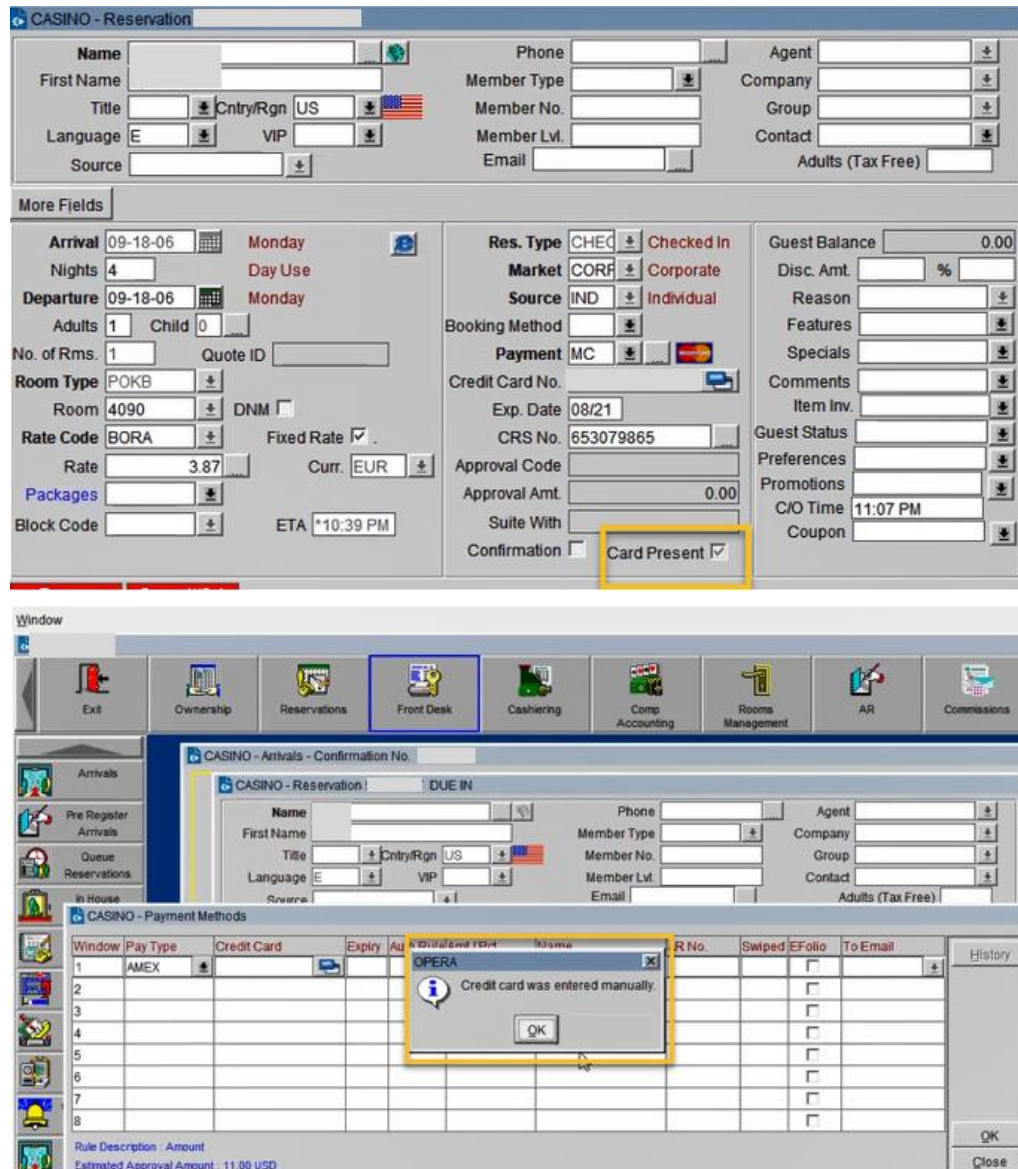 CASINO - Reservation
Name Phone Agent
First Name Member Type Company
Title Cntry/Rgn US Member No. Group
Language E VIP Member Lvl. Contact
Source Email Adults (Tax Free)
More Fields
Arrival 09-18-06 Monday Res. Type CHEC Checked In Guest Balance 0.00
Nights 4 Day Use Market CORF Corporate Disc. Amt. %
Departure 09-18-06 Monday Source IND Individual Reason
Adults 1 Child 0 ... Booking Method Features
No. of Rms. 1 Quote ID Payment MC ... Specials
Room Type POKB Credit Card No. Comments
Room 4090 DNM Exp. Date 08/21 Item Inv.
Rate Code BORA Fixed Rate . CRS No. 653079865 ... Guest Status
Rate 3.87 ... Curr. EUR Approval Code Preferences
Packages Approval Amt. 0.00 Promotions
Block Code ETA *10:39 PM Suite With C/O Time 11:07 PM
Confirmation Card Present Coupon
Window
Exit Ownership Reservations Front Desk Cashiering Comp Accounting Rooms Management AR Commissions
CASINO - Arrivals - Confirmation No.
Arrivals
CASINO - Reservation DUE IN
Pre Register Arrivals
Name Phone Agent
First Name Member Type Company
Queue Reservations
Title Cntry/Rgn US Member No. Group
Language E VIP Member Lvl. Contact
In House
Source Email Adults (Tax Free)
CASINO - Payment Methods
Window Pay Type Credit Card Expiry Name R No. Swiped EFolio To Email
History
OPERA
1 AMEX
Credit card was entered manually.
2
3
OK
4
5
6
7
8
OK
Rule Description : Amount
Close
Estimated Approval Amount : 11.00 USD